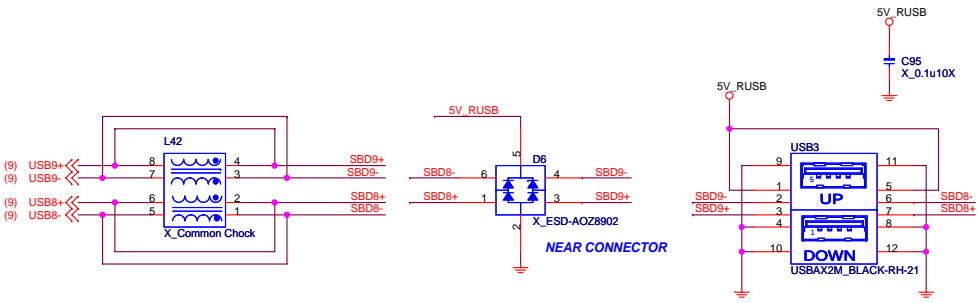 5V_RUSB
C95
X_0.1u10X
5V_RUSB
5V_RUSB
L42
D6
USB3
(9) USB9+ 8 4 SBD9+
(9) USB9- 7 3 SBD9-
(9) USB8+ 6 2 SBD8+
(9) USB8- 5 1 SBD8-
X_Common Chock
5
SBD8- 6 4 SBD9-
SBD8+ 1 3 SBD9+
2
X_ESD-AOZ8902
NEAR CONNECTOR
9 11
5
1 UP 5
SBD9- 2 6 SBD8-
SBD9+ 3 7 SBD8+
4 1 8
10 DOWN 12
USBAX2M_BLACK-RH-21